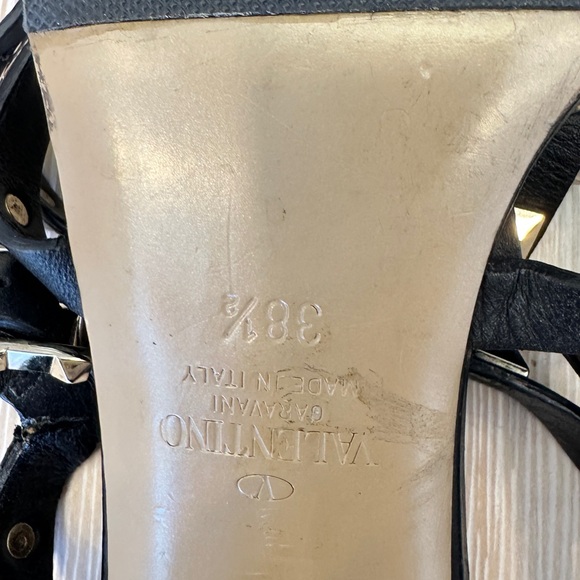 VALENTINO
GARAVANI
MADE IN ITALY
38½